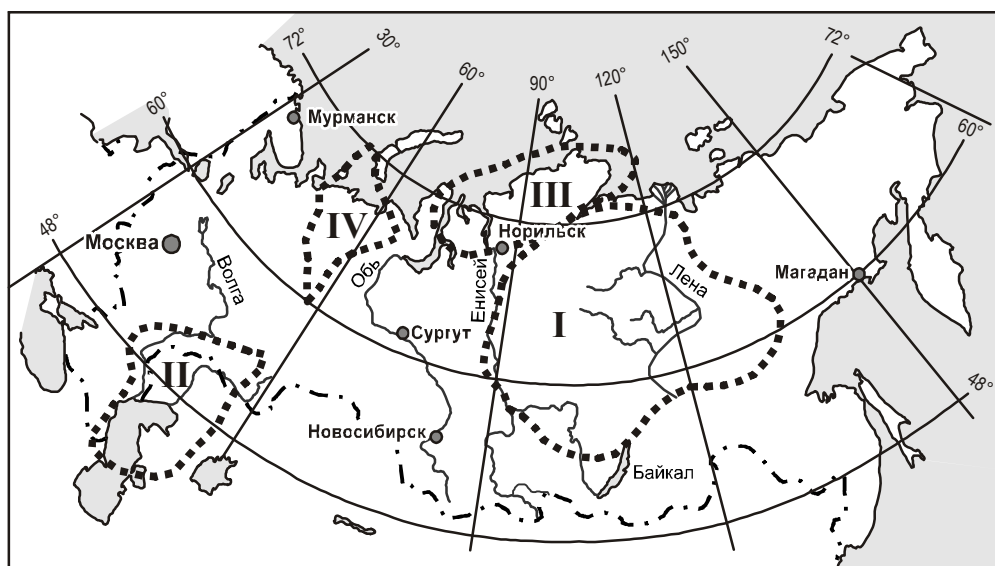 72°
30°
60°
90°
120°
150°
72°
60°
60°
Мурманск
48°
Москва
Волга
IV
III
Норильск
Обь
Енисей
Лена
Магадан
I
Сургут
II
48°
Новосибирск
Байкал